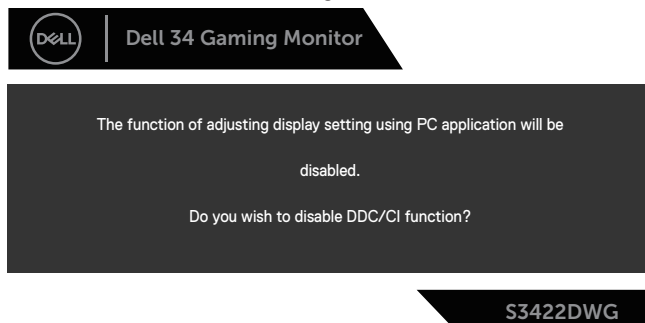 DELL
Dell 34 Gaming Monitor
The function of adjusting display setting using PC application will be
disabled.
Do you wish to disable DDC/CI function?
S3422DWG